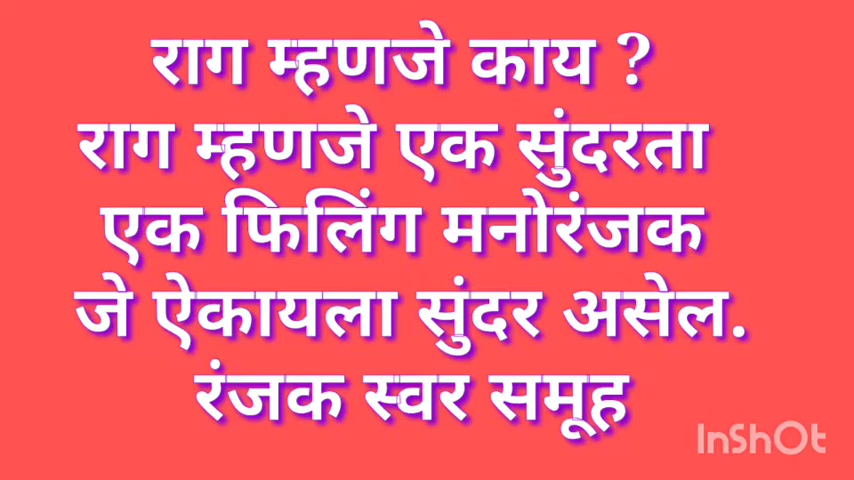 राग म्हणजे काय ?
राग म्हणजे एक सुंदरता
एक फिलिंग मनोरंजक
जे ऐकायला सुंदर असेल.
रंजक स्वर समूह
InShOt